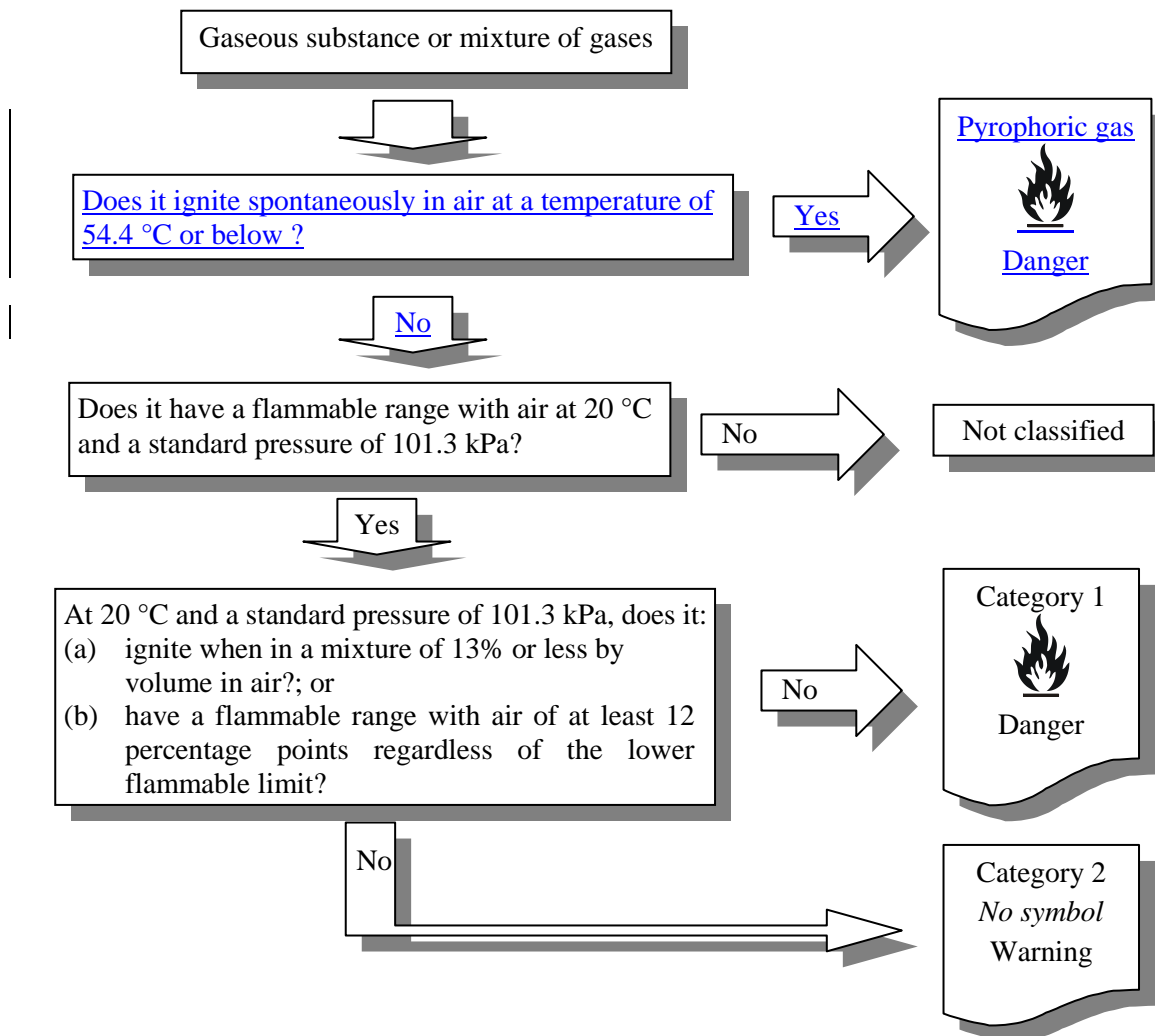 Gaseous substance or mixture of gases
Does it ignite spontaneously in air at a temperature of
54.4 °C or below ?
Yes
Pyrophoric gas
Danger
No
Does it have a flammable range with air at 20 °C
and a standard pressure of 101.3 kPa?
No
Not classified
Yes
At 20 °C and a standard pressure of 101.3 kPa, does it:
(a) ignite when in a mixture of 13% or less by
volume in air?; or
(b) have a flammable range with air of at least 12
percentage points regardless of the lower
flammable limit?
No
Category 1
Danger
No
Category 2
No symbol
Warning